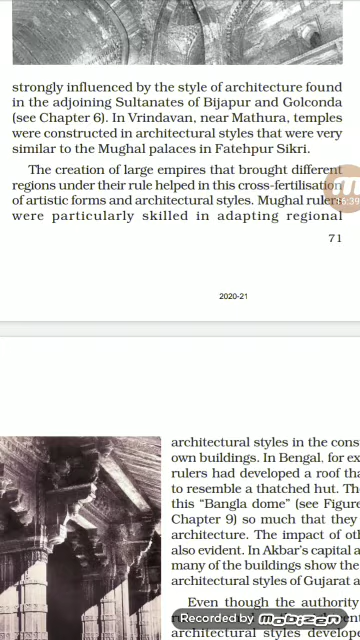 strongly influenced by the style of architecture found
in the adjoining Sultanates of Bijapur and Golconda
(see Chapter 6). In Vrindavan, near Mathura, temples
were constructed in architectural styles that were very
similar to the Mughal palaces in Fatehpur Sikri.
The creation of large empires that brought different
regions under their rule helped in this cross-fertilisation
of artistic forms and architectural styles. Mughal rulers
were particularly skilled in adapting regional
71
2020-21
architectural styles in the cons
own buildings. In Bengal, for ex
rulers had developed a roof tha
to resemble a thatched hut. Th
this “Bangla dome” (see Figure
Chapter 9) so much that they
architecture. The impact of oth
also evident. In Akbar’s capital a
many of the buildings show the
architectural styles of Gujarat a
Even though the authority
Recorded by mobizen
architectural styles develop